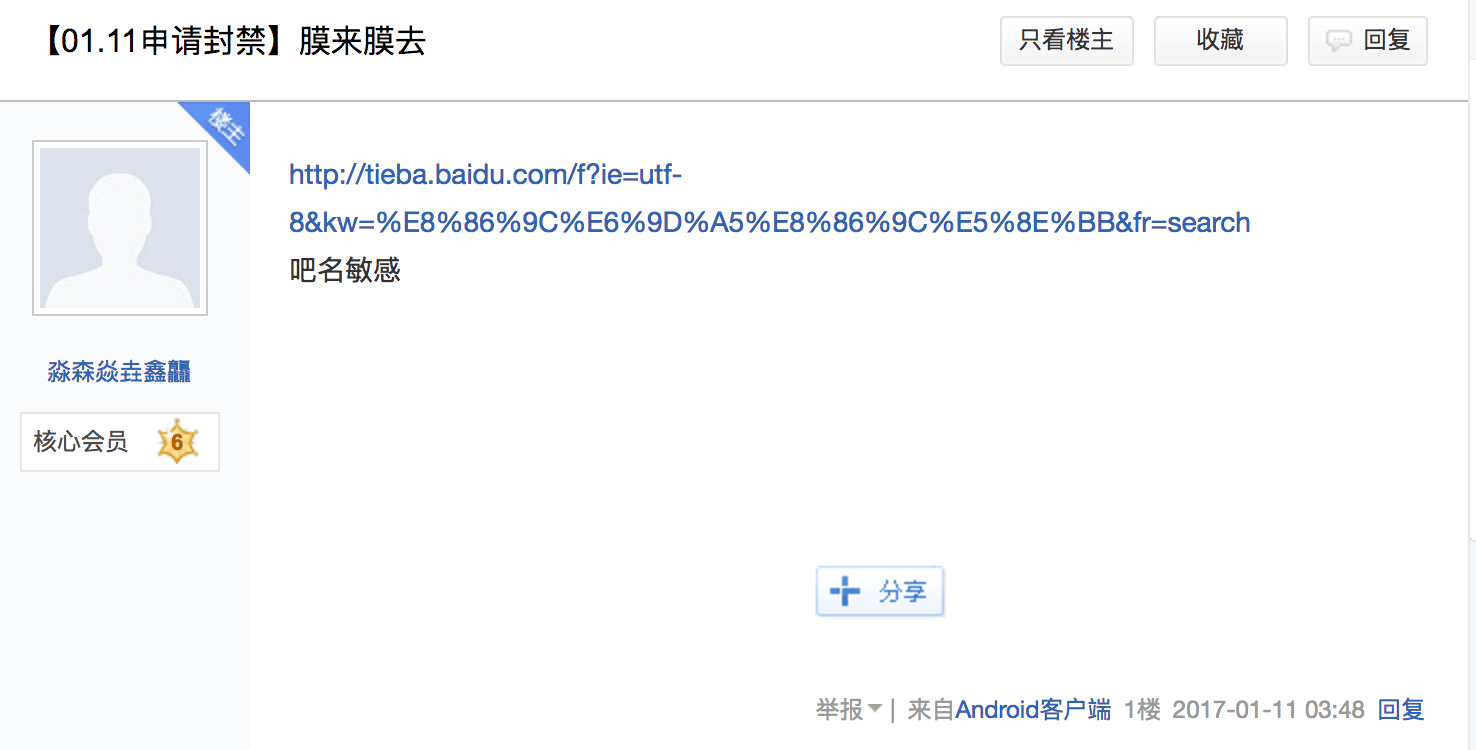 【01.11申请封禁】膜来膜去
只看楼主
收藏
回复
楼主
http://tieba.baidu.com/f?ie=utf-
8&kw=%E8%86%9C%E6%9D%A5%E8%86%9C%E5%8E%BB&fr=search
吧名敏感
淼森焱垚鑫龘
核心会员 6
分享
举报 | 来自Android客户端 1楼 2017-01-11 03:48 回复